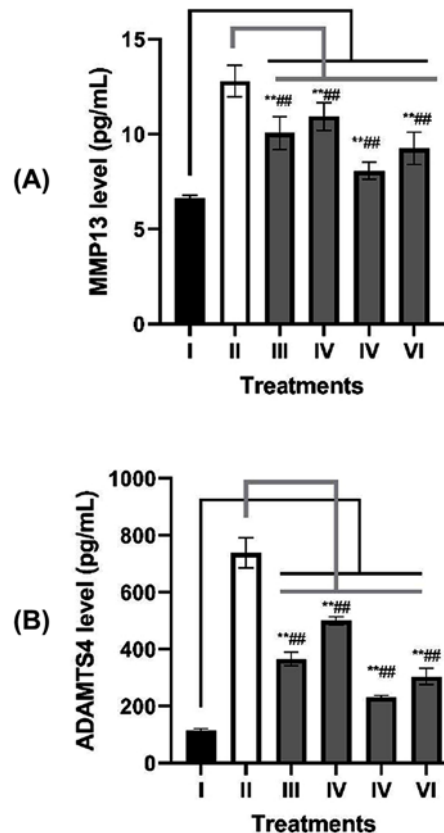 (A)
MMP13 level (pg/mL)
15
10
5
0
**##
**##
**##
**##
I II III IV IV VI
Treatments
(B)
ADAMTS4 level (pg/mL)
1000
800
600
400
200
0
**##
**##
**##
**##
I II III IV IV VI
Treatments